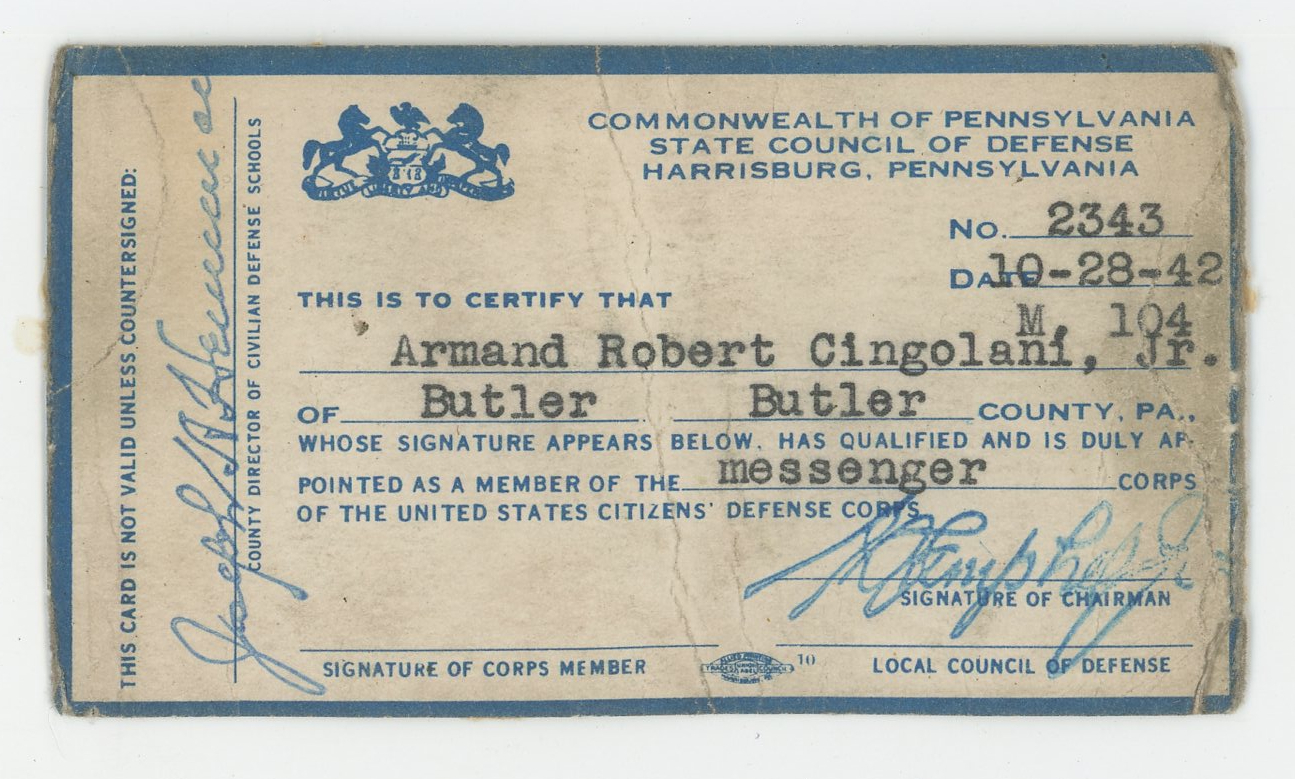 COMMONWEALTH OF PENNSYLVANIA
STATE COUNCIL OF DEFENSE
HARRISBURG, PENNSYLVANIA
No. 2343
DATE 10-28-42
THIS IS TO CERTIFY THAT
M. 104
Armand Robert Cingolani, Jr.
OF Butler Butler COUNTY, PA.,
WHOSE SIGNATURE APPEARS BELOW, HAS QUALIFIED AND IS DULY AP-
POINTED AS A MEMBER OF THE messenger CORPS
OF THE UNITED STATES CITIZENS' DEFENSE CORPS
SIGNATURE OF CHAIRMAN
SIGNATURE OF CORPS MEMBER
10
LOCAL COUNCIL OF DEFENSE
THIS CARD IS NOT VALID UNLESS COUNTERSIGNED:
COUNTY DIRECTOR OF CIVILIAN DEFENSE SCHOOLS